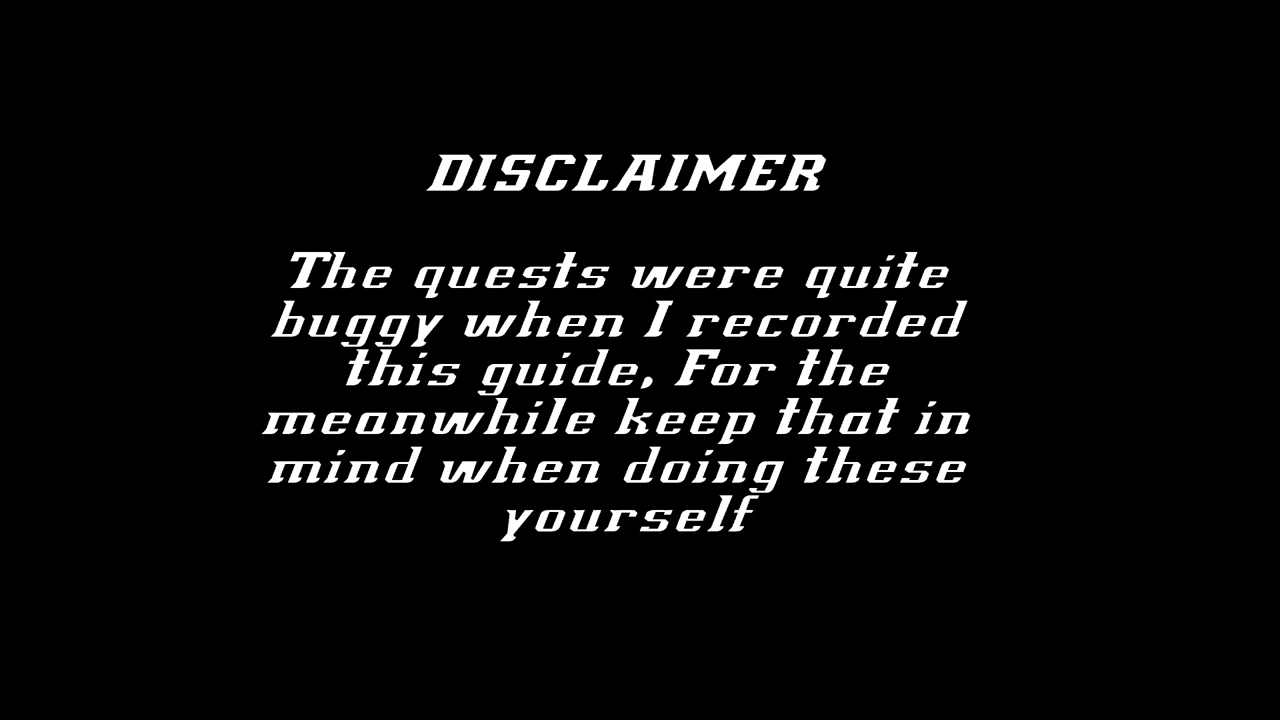 DISCLAIMER
The quests were quite
buggy when I recorded
this guide, For the
meanwhile keep that in
mind when doing these
yourself